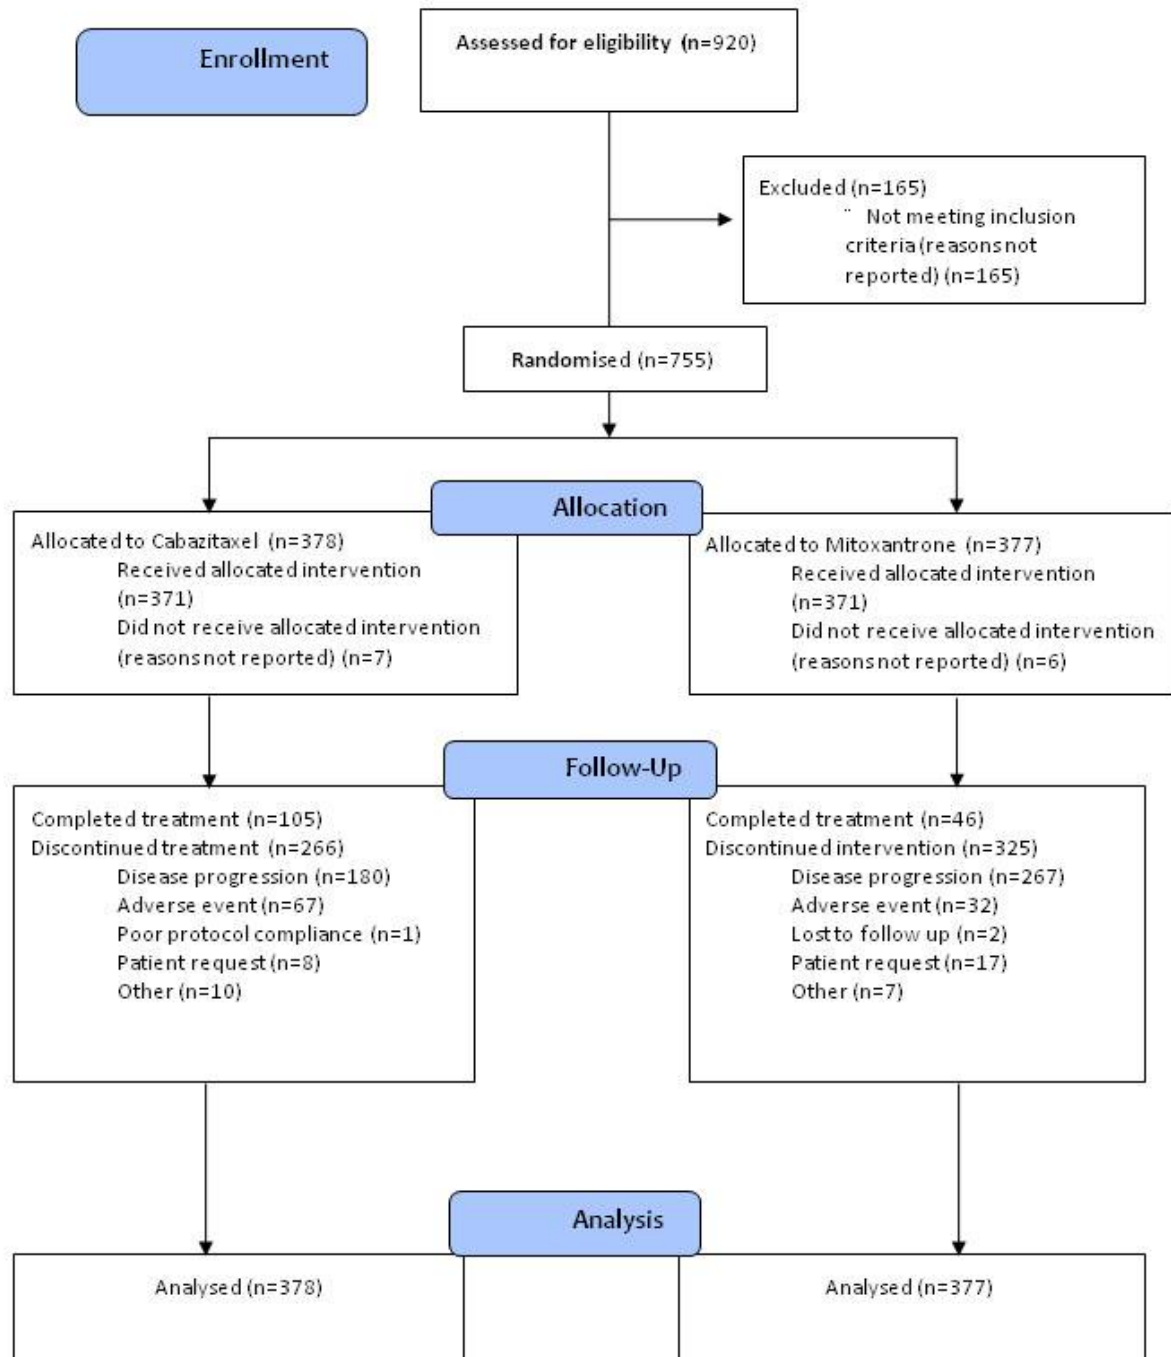 Enrollment
Assessed for eligibility (n=920)
Excluded (n=165)
¨ Not meeting inclusion
criteria (reasons not
reported) (n=165)
Randomised (n=755)
Allocation
Allocated to Cabazitaxel (n=378)
Received allocated intervention
(n=371)
Did not receive allocated intervention
(reasons not reported) (n=7)
Allocated to Mitoxantrone (n=377)
Received allocated intervention
(n=371)
Did not receive allocated intervention
(reasons not reported) (n=6)
Follow-Up
Completed treatment (n=105)
Discontinued treatment (n=266)
Disease progression (n=180)
Adverse event (n=67)
Poor protocol compliance (n=1)
Patient request (n=8)
Other (n=10)
Completed treatment (n=46)
Discontinued intervention (n=325)
Disease progression (n=267)
Adverse event (n=32)
Lost to follow up (n=2)
Patient request (n=17)
Other (n=7)
Analysis
Analysed (n=378)
Analysed (n=377)